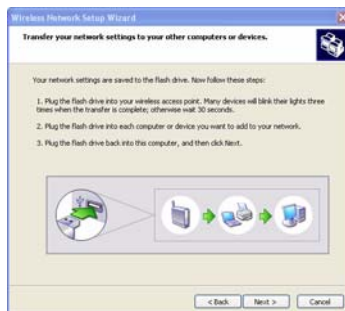 Wireless Network Setup Wizard
Transfer your network settings to your other computers or devices.
Your network settings are saved to the flash drive. Now follow these steps:
1. Plug the flash drive into your wireless access point. Many devices will blink their lights three
times when the transfer is complete; otherwise wait 30 seconds.
2. Plug the flash drive into each computer or device you want to add to your network.
3. Plug the flash drive back into this computer, and then click Next.
< Back
Next >
Cancel